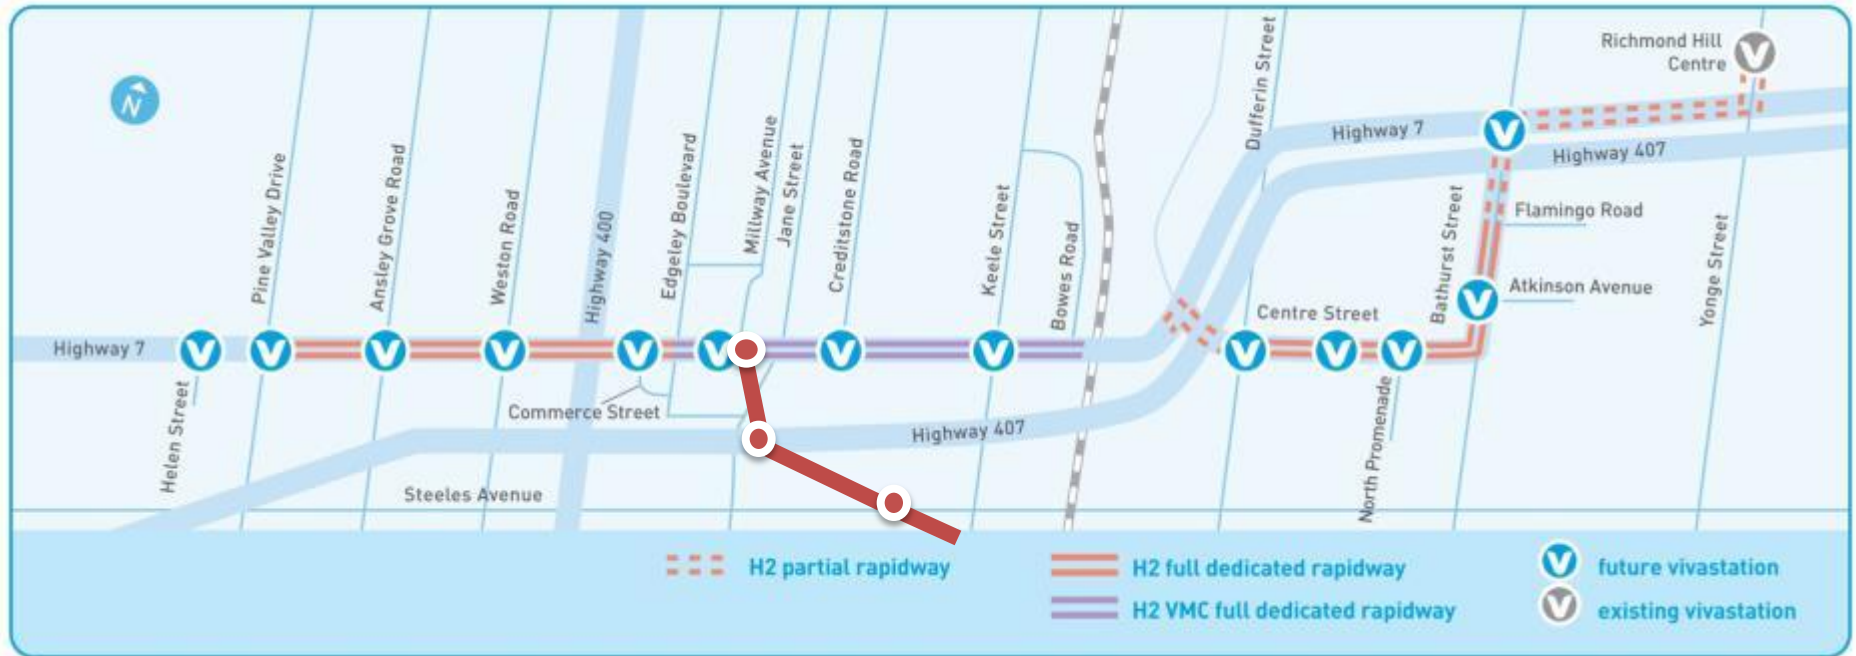 Richmond Hill
Centre
N
Dufferin Street
Highway 7
Highway 407
Pine Valley Drive
Ansley Grove Road
Weston Road
Highway 400
Edgeley Boulevard
Millway Avenue
Jane Street
Creditstone Road
Keele Street
Bowes Road
Bathurst Street
Flamingo Road
Yonge Street
Atkinson Avenue
Centre Street
Highway 7
V
Helen Street
Commerce Street
Highway 407
North Promenade
Steeles Avenue
H2 partial rapidway
H2 full dedicated rapidway
future vivastation
H2 VMC full dedicated rapidway
existing vivastation